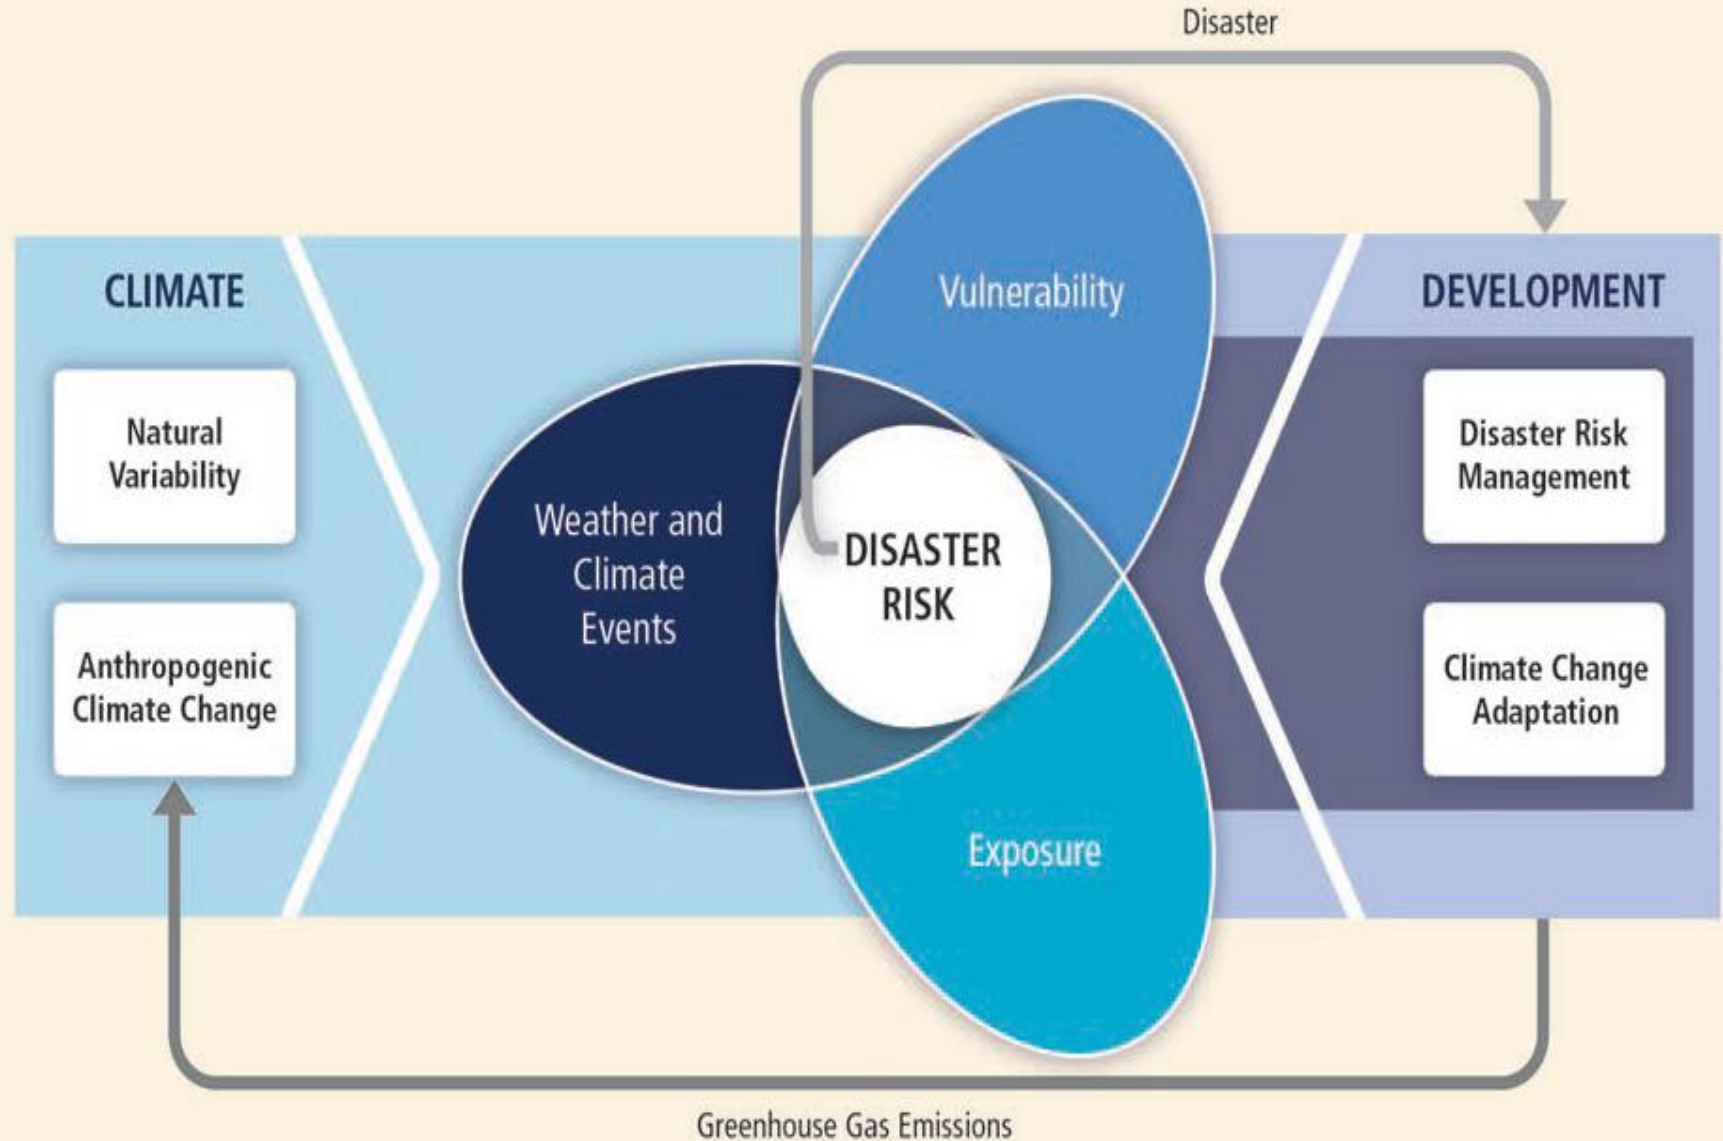 Disaster
CLIMATE
Natural
Variability
Anthropogenic
Climate Change
Weather and
Climate
Events
Vulnerability
DISASTER
RISK
Exposure
DEVELOPMENT
Disaster Risk
Management
Climate Change
Adaptation
Greenhouse Gas Emissions